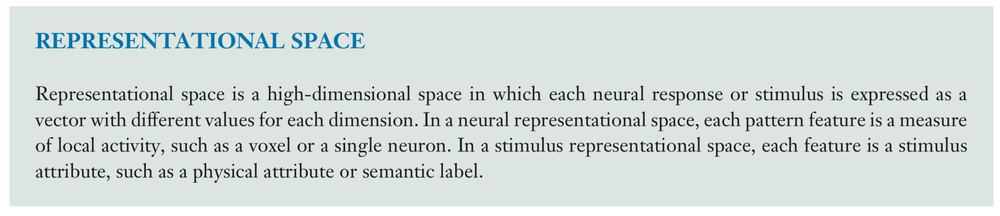 REPRESENTATIONAL SPACE
Representational space is a high-dimensional space in which each neural response or stimulus is expressed as a
vector with different values for each dimension. In a neural representational space, each pattern feature is a measure
of local activity, such as a voxel or a single neuron. In a stimulus representational space, each feature is a stimulus
attribute, such as a physical attribute or semantic label.